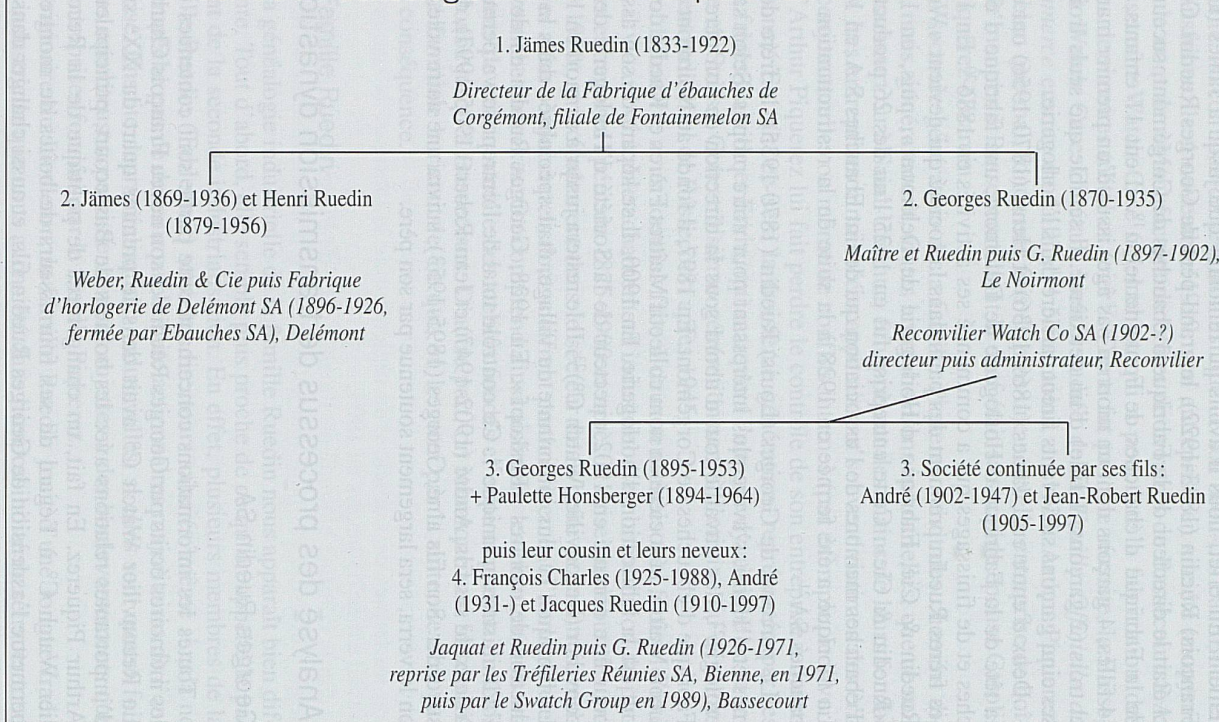 1. Jämes Ruedin (1833-1922)
Directeur de la Fabrique d'ébauches de
Corgémont, filiale de Fontainemelon SA
2. Jämes (1869-1936) et Henri Ruedin
(1879-1956)
Weber, Ruedin & Cie puis Fabrique
d'horlogerie de Delémont SA (1896-1926,
fermée par Ebauches SA), Delémont
2. Georges Ruedin (1870-1935)
Maître et Ruedin puis G. Ruedin (1897-1902),
Le Noirmont
Reconvilier Watch Co SA (1902-?)
directeur puis administrateur, Reconvilier
3. Georges Ruedin (1895-1953)
+ Paulette Honsberger (1894-1964)
puis leur cousin et leurs neveux:
4. François Charles (1925-1988), André
(1931-) et Jacques Ruedin (1910-1997)
Jaquat et Ruedin puis G. Ruedin (1926-1971,
reprise par les Tréfileries Réunies SA, Bienne, en 1971,
puis par le Swatch Group en 1989), Bassecourt
3. Société continuée par ses fils:
André (1902-1947) et Jean-Robert Ruedin
(1905-1997)